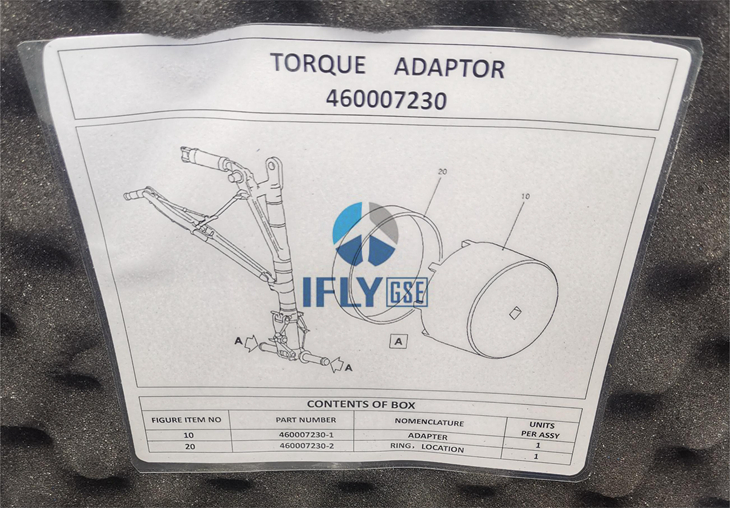 TORQUE ADAPTOR
460007230
20
10
IFLY GSE
A
A
A
CONTENTS OF BOX
FIGURE ITEM NO PART NUMBER NOMENCLATURE UNITS PER ASSY
10 460007230-1 ADAPTER 1
20 460007230-2 RING, LOCATION 1